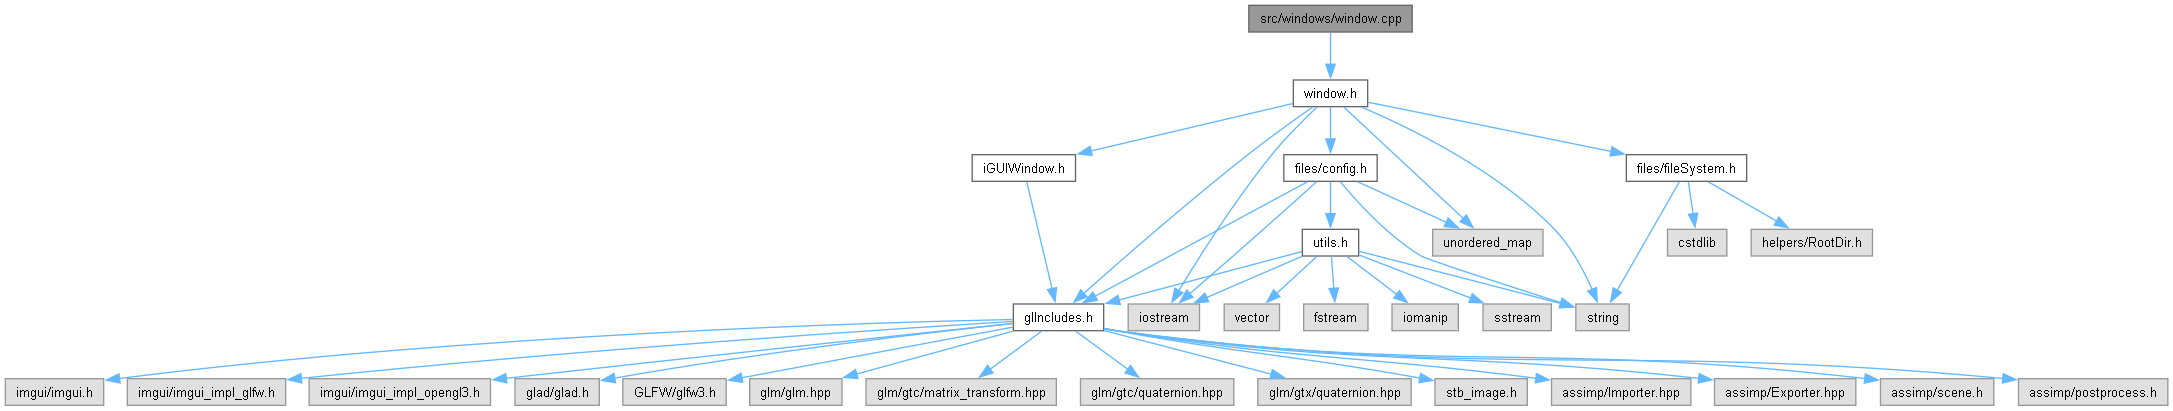 src/windows/window.cpp
window.h
iGUIWindow.h
files/config.h
files/fileSystem.h
utils.h
unordered_map
cstdlib
helpers/RootDir.h
glIncludes.h
iostream
vector
fstream
iomanip
sstream
string
imgui/imgui.h
imgui/imgui_impl_glfw.h
imgui/imgui_impl_opengl3.h
glad/glad.h
GLFW/glfw3.h
glm/glm.hpp
glm/gtc/matrix_transform.hpp
glm/gtc/quaternion.hpp
glm/gtx/quaternion.hpp
stb_image.h
assimp/Importer.hpp
assimp/Exporter.hpp
assimp/scene.h
assimp/postprocess.h